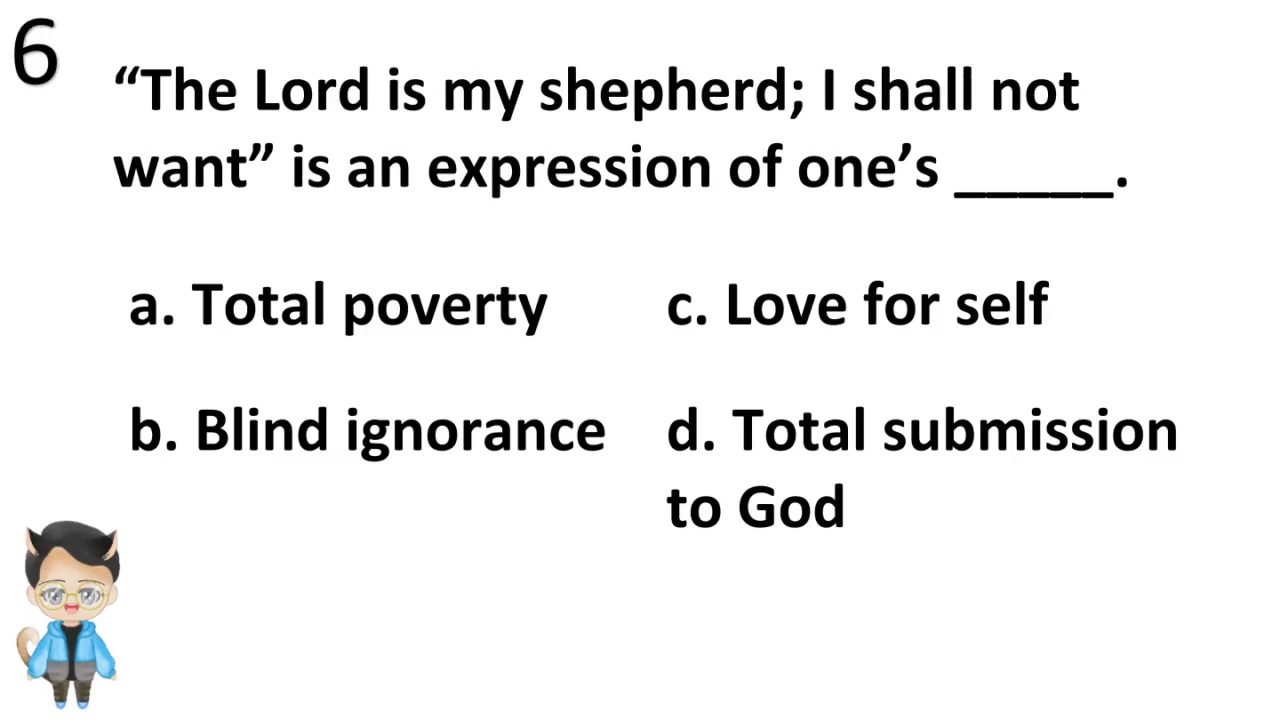 6
“The Lord is my shepherd; I shall not
want” is an expression of one’s _____.
a. Total poverty
c. Love for self
b. Blind ignorance
d. Total submission
to God